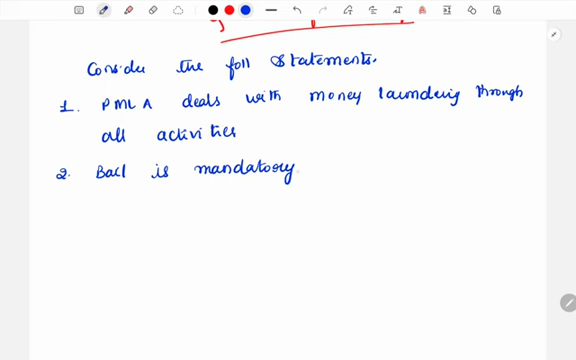 Consider the foll Statements.
1. PMLA deals with money laundering through
all activities
2. Bail is mandatory